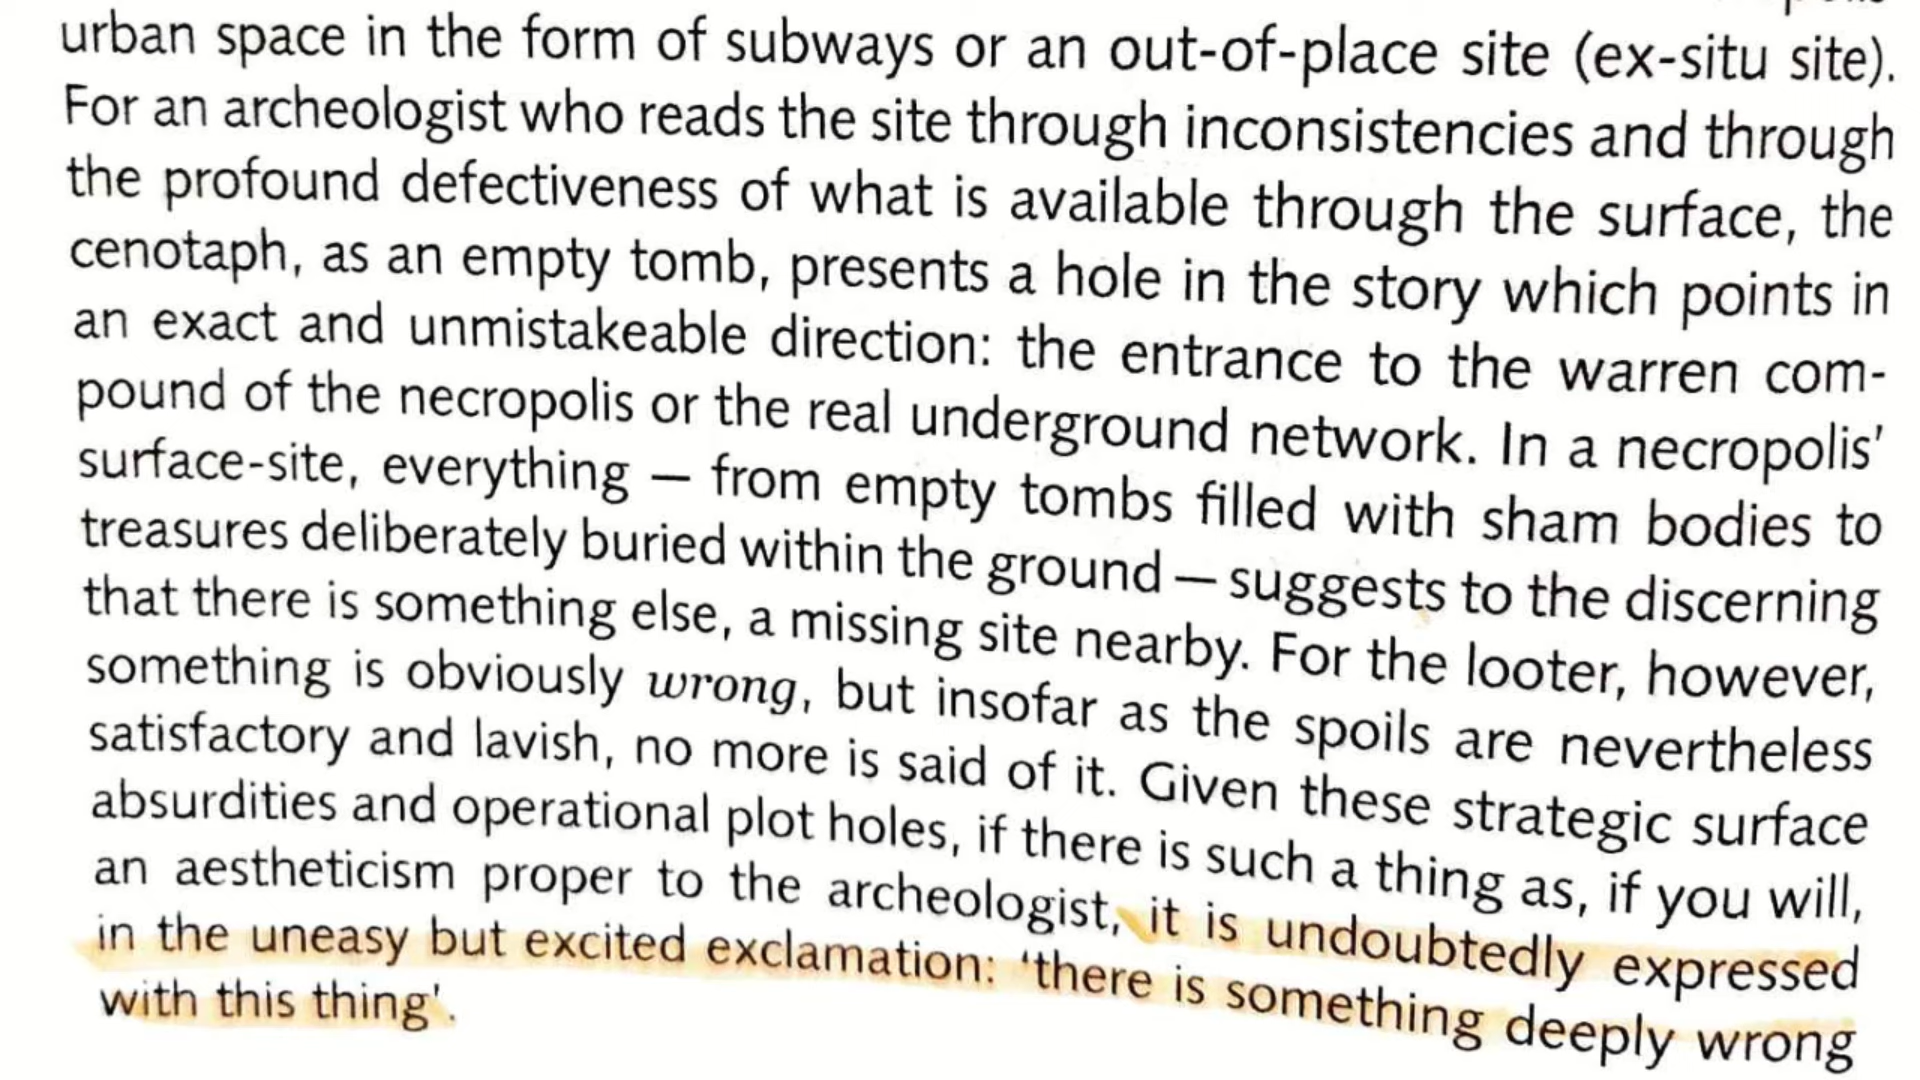 urban space in the form of subways or an out-of-place site (ex-situ site).
For an archeologist who reads the site through inconsistencies and through
the profound defectiveness of what is available through the surface, the
cenotaph, as an empty tomb, presents a hole in the story which points in
an exact and unmistakeable direction: the entrance to the warren com-
pound of the necropolis or the real underground network. In a necropolis'
surface-site, everything — from empty tombs filled with sham bodies to
treasures deliberately buried within the ground — suggests to the discerning
that there is something else, a missing site nearby. For the looter, however,
something is obviously wrong, but insofar as the spoils are nevertheless
satisfactory and lavish, no more is said of it. Given these strategic surface
absurdities and operational plot holes, if there is such a thing as, if you will,
an aestheticism proper to the archeologist, it is undoubtedly expressed
in the uneasy but excited exclamation: 'there is something deeply wrong
with this thing'.